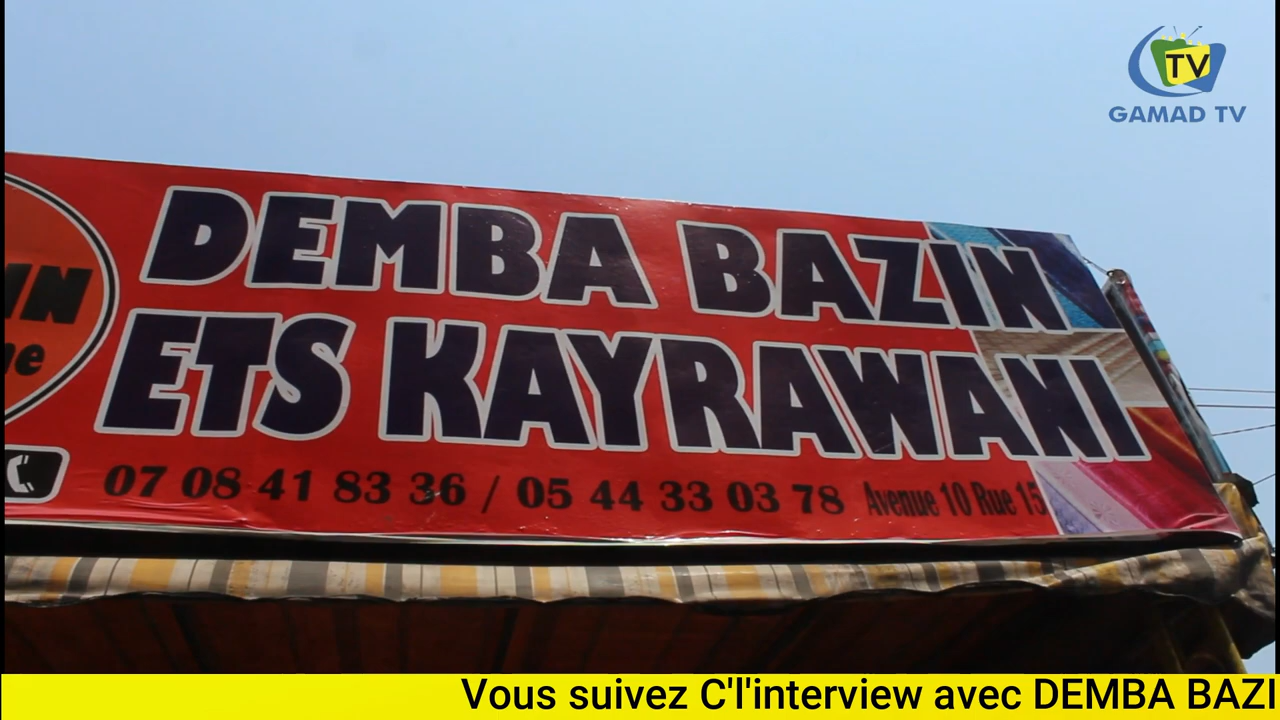 TV
GAMAD TV
DEMBA BAZIN
ETS KAYRAWANI
07 08 41 83 36 / 05 44 33 03 78 Avenue 10 Rue 15
Vous suivez C'l'interview avec DEMBA BAZI